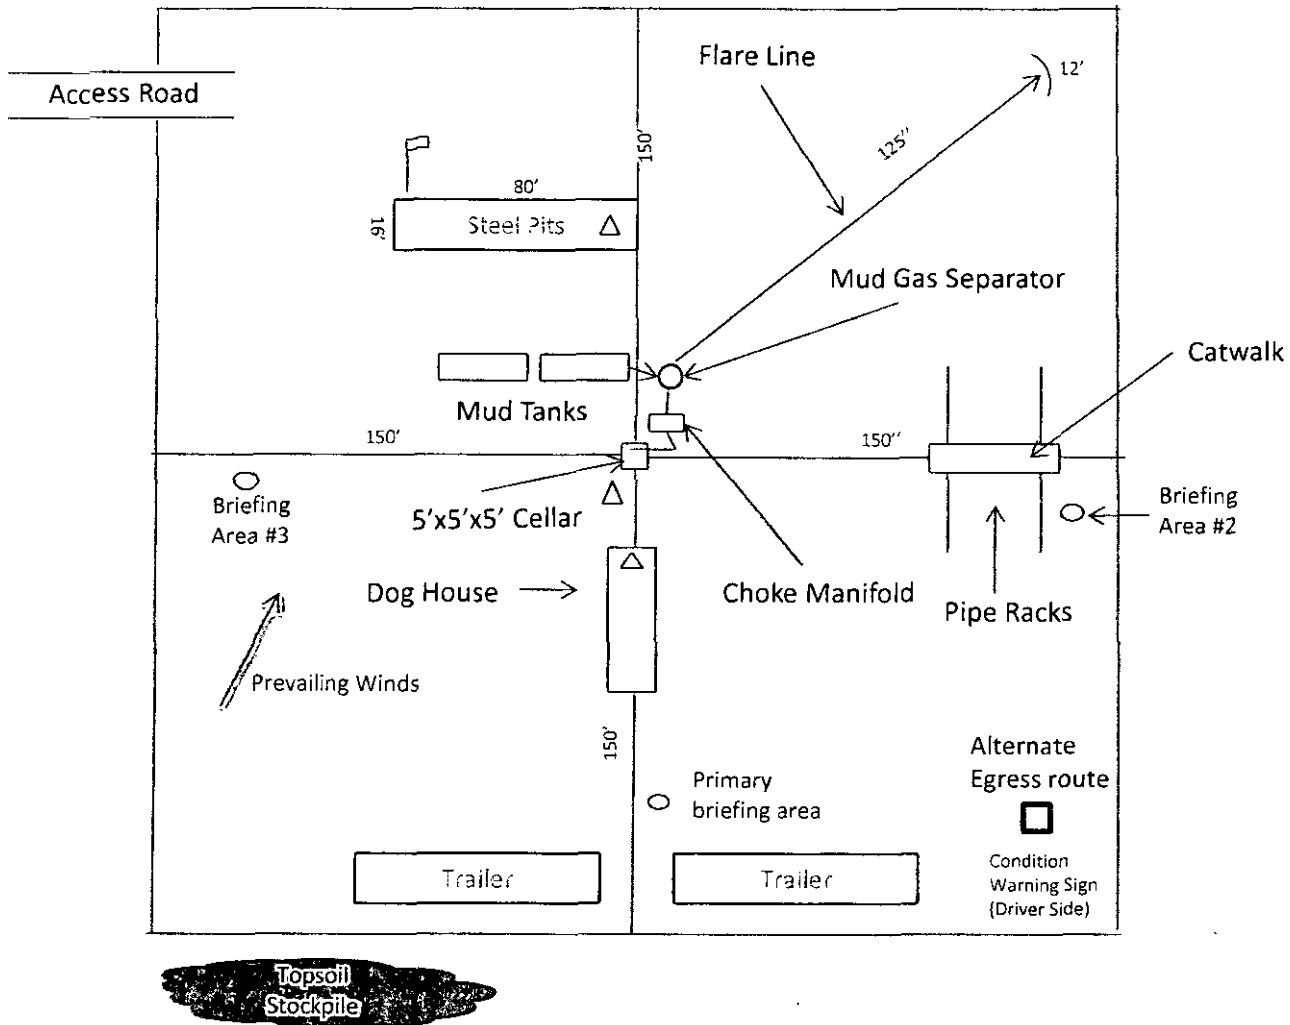 Flare Line
12'
Access Road
150'
125''
80'
Steel Pits
16'
Mud Gas Separator
Catwalk
Mud Tanks
150'
150''
Briefing
Area #3
5'x5'x5' Cellar
Briefing
Area #2
Dog House
Choke Manifold
Pipe Racks
Prevailing Winds
150'
Alternate
Egress route
Primary
briefing area
Condition
Warning Sign
(Driver Side)
Trailer
Trailer
Topsoil
Stockpile